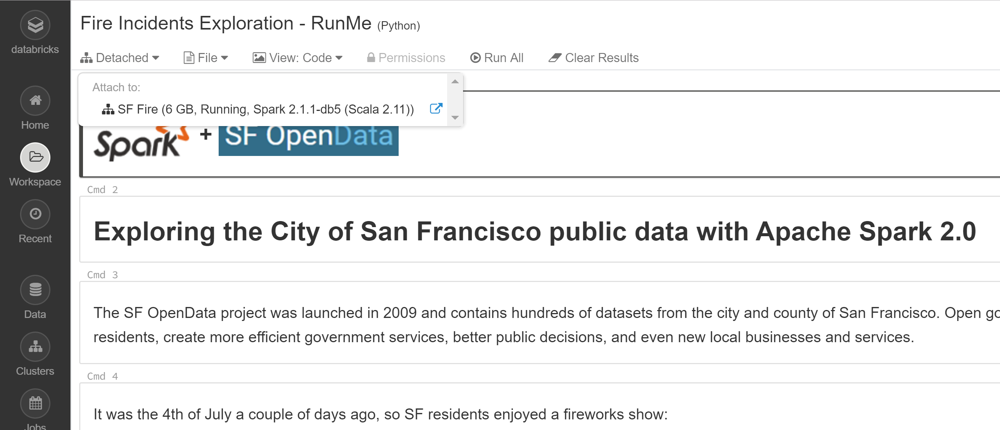 databricks
Home
Workspace
Recent
Data
Clusters
Jobs
Fire Incidents Exploration - RunMe (Python)
Detached File View: Code Permissions Run All Clear Results
Attach to:
SF Fire (6 GB, Running, Spark 2.1.1-db5 (Scala 2.11))
Spark + SF OpenData
Cmd 2
Exploring the City of San Francisco public data with Apache Spark 2.0
Cmd 3
The SF OpenData project was launched in 2009 and contains hundreds of datasets from the city and county of San Francisco. Open
residents, create more efficient government services, better public decisions, and even new local businesses and services.
Cmd 4
It was the 4th of July a couple of days ago, so SF residents enjoyed a fireworks show: